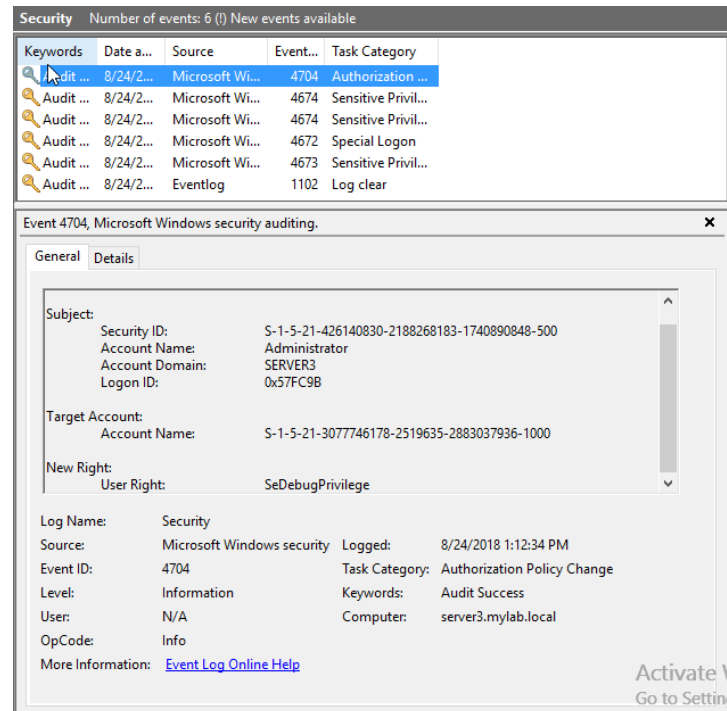 Security Number of events: 6 (!) New events available
Keywords Date a... Source Event... Task Category
Audit ... 8/24/2... Microsoft Wi... 4704 Authorization ...
Audit ... 8/24/2... Microsoft Wi... 4674 Sensitive Privil...
Audit ... 8/24/2... Microsoft Wi... 4674 Sensitive Privil...
Audit ... 8/24/2... Microsoft Wi... 4672 Special Logon
Audit ... 8/24/2... Microsoft Wi... 4673 Sensitive Privil...
Audit ... 8/24/2... Eventlog 1102 Log clear
Event 4704, Microsoft Windows security auditing.
General Details
Subject:
Security ID: S-1-5-21-426140830-2188268183-1740890848-500
Account Name: Administrator
Account Domain: SERVER3
Logon ID: 0x57FC9B
Target Account:
Account Name: S-1-5-21-3077746178-2519635-2883037936-1000
New Right:
User Right: SeDebugPrivilege
Log Name: Security
Source: Microsoft Windows security Logged: 8/24/2018 1:12:34 PM
Event ID: 4704 Task Category: Authorization Policy Change
Level: Information Keywords: Audit Success
User: N/A Computer: server3.mylab.local
OpCode: Info
More Information: Event Log Online Help
Activate
Go to Settin